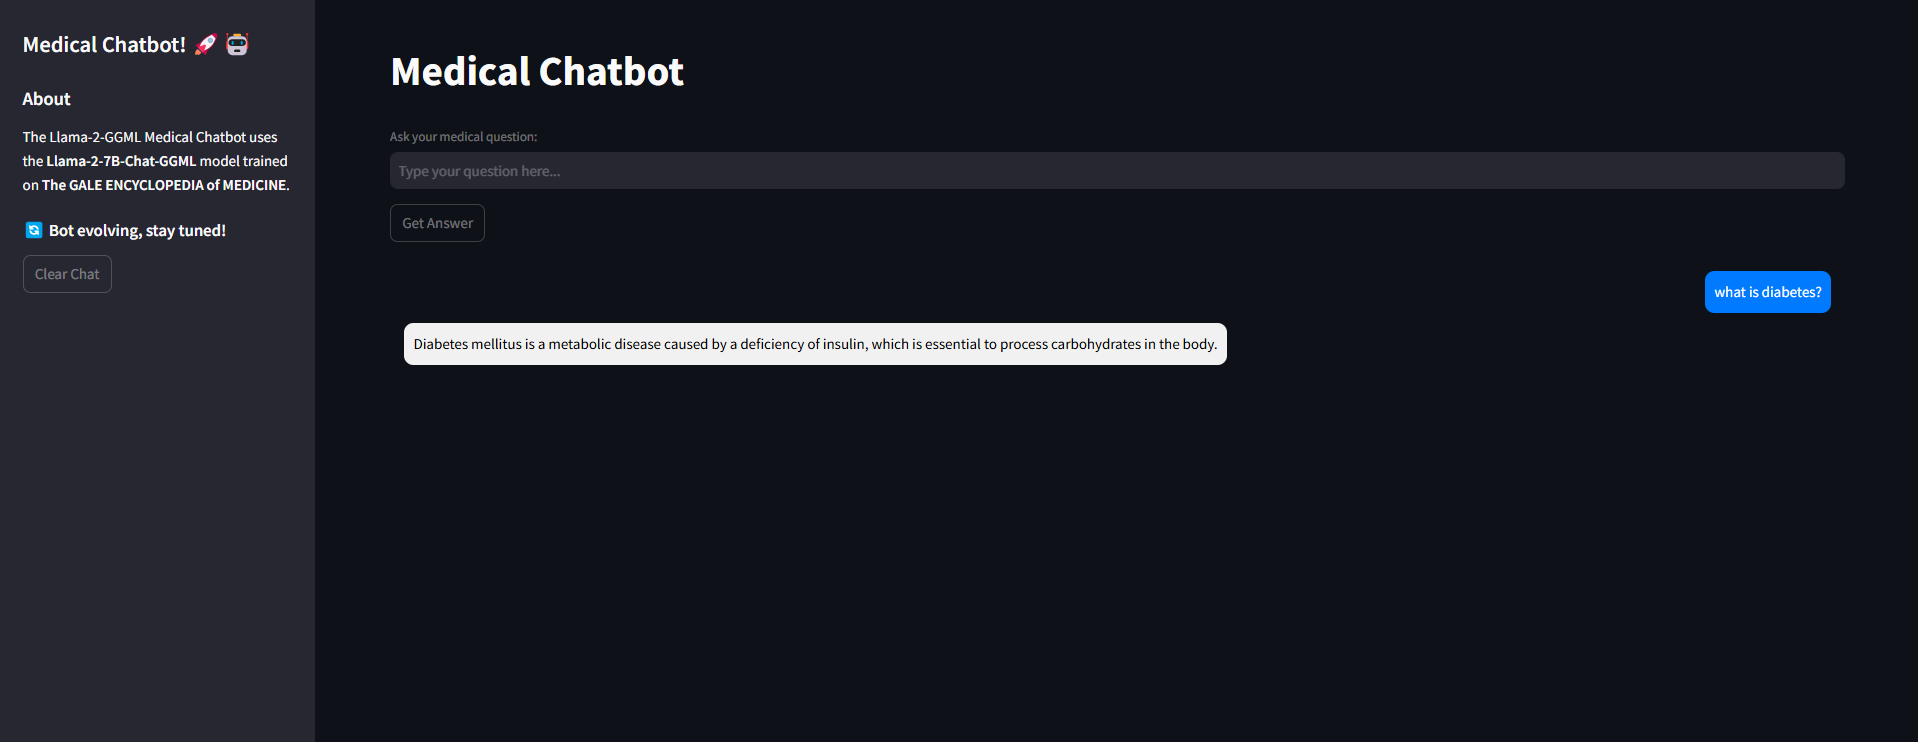 Medical Chatbot! 🚀 🤖
About
The Llama-2-GGML Medical Chatbot uses
the Llama-2-7B-Chat-GGML model trained
on The GALE ENCYCLOPEDIA of MEDICINE.
🔄 Bot evolving, stay tuned!
Clear Chat
Medical Chatbot
Ask your medical question:
Type your question here...
Get Answer
what is diabetes?
Diabetes mellitus is a metabolic disease caused by a deficiency of insulin, which is essential to process carbohydrates in the body.